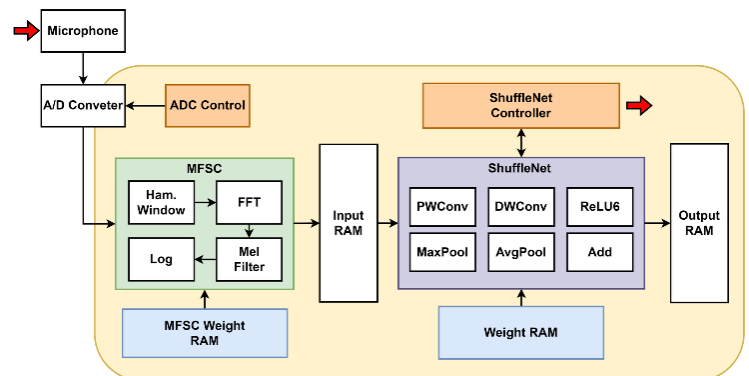 Microphone
A/D Conveter
ADC Control
ShuffleNet
Controller
MFSC
Ham.
Window
FFT
Log
Mel
Filter
Input
RAM
ShuffleNet
PWConv
DWConv
ReLU6
MaxPool
AvgPool
Add
Output
RAM
MFSC Weight
RAM
Weight RAM